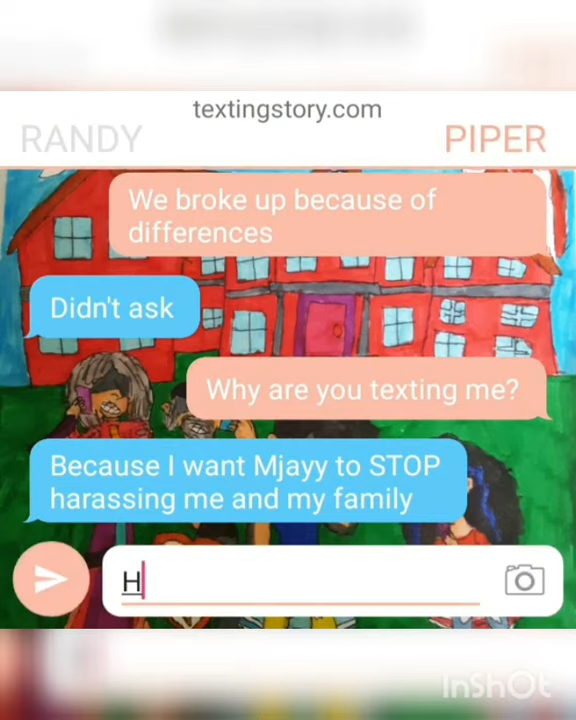 textingstory.com
RANDY
PIPER
We broke up because of
differences
Didn't ask
Why are you texting me?
Because I want Mjayy to STOP
harassing me and my family
H
InShOt